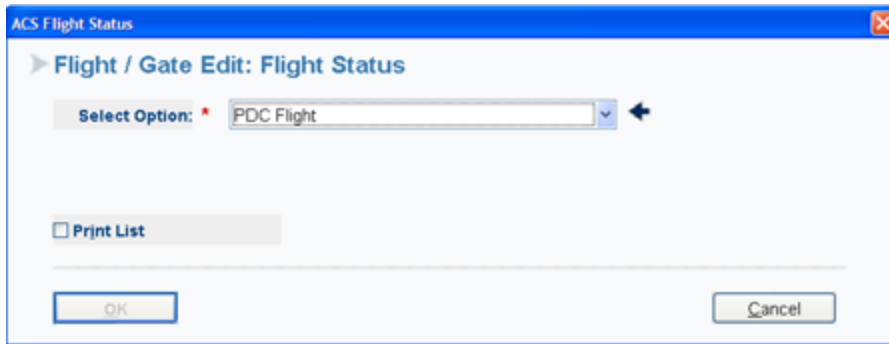 ACS Flight Status
Flight / Gate Edit: Flight Status
Select Option: * PDC Flight
Print List
OK
Cancel